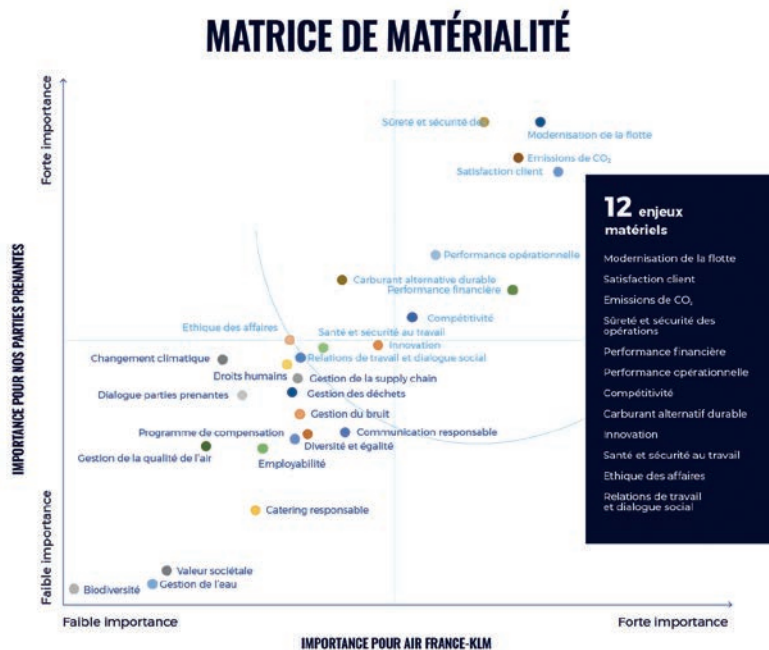 MATRICE DE MATÉRIALITÉ
Forte importance
IMPORTANCE POUR NOS PARTIES PRENANTES
Faible importance
Sûreté et sécurité de
Modernisation de la flotte
Emissions de CO₂
Satisfaction client
Performance opérationnelle
Carburant alternative durable
Performance financière
Compétitivité
Ethique des affaires
Santé et sécurité au travail
Innovation
Changement climatique
Relations de travail et dialogue social
Droits humains
Gestion de la supply chain
Dialogue parties prenantes
Gestion des déchets
Gestion du bruit
Programme de compensation
Communication responsable
Diversité et égalité
Gestion de la qualité de l'air
Employabilité
Catering responsable
Valeur sociétale
Biodiversité
Gestion de l'eau
Faible importance
Forte importance
IMPORTANCE POUR AIR FRANCE-KLM
12 enjeux
matériels
Modernisation de la flotte
Satisfaction client
Emissions de CO₂
Sûreté et sécurité des
opérations
Performance financière
Performance opérationnelle
Compétitivité
Carburant alternatif durable
Innovation
Santé et sécurité au travail
Ethique des affaires
Relations de travail
et dialogue social